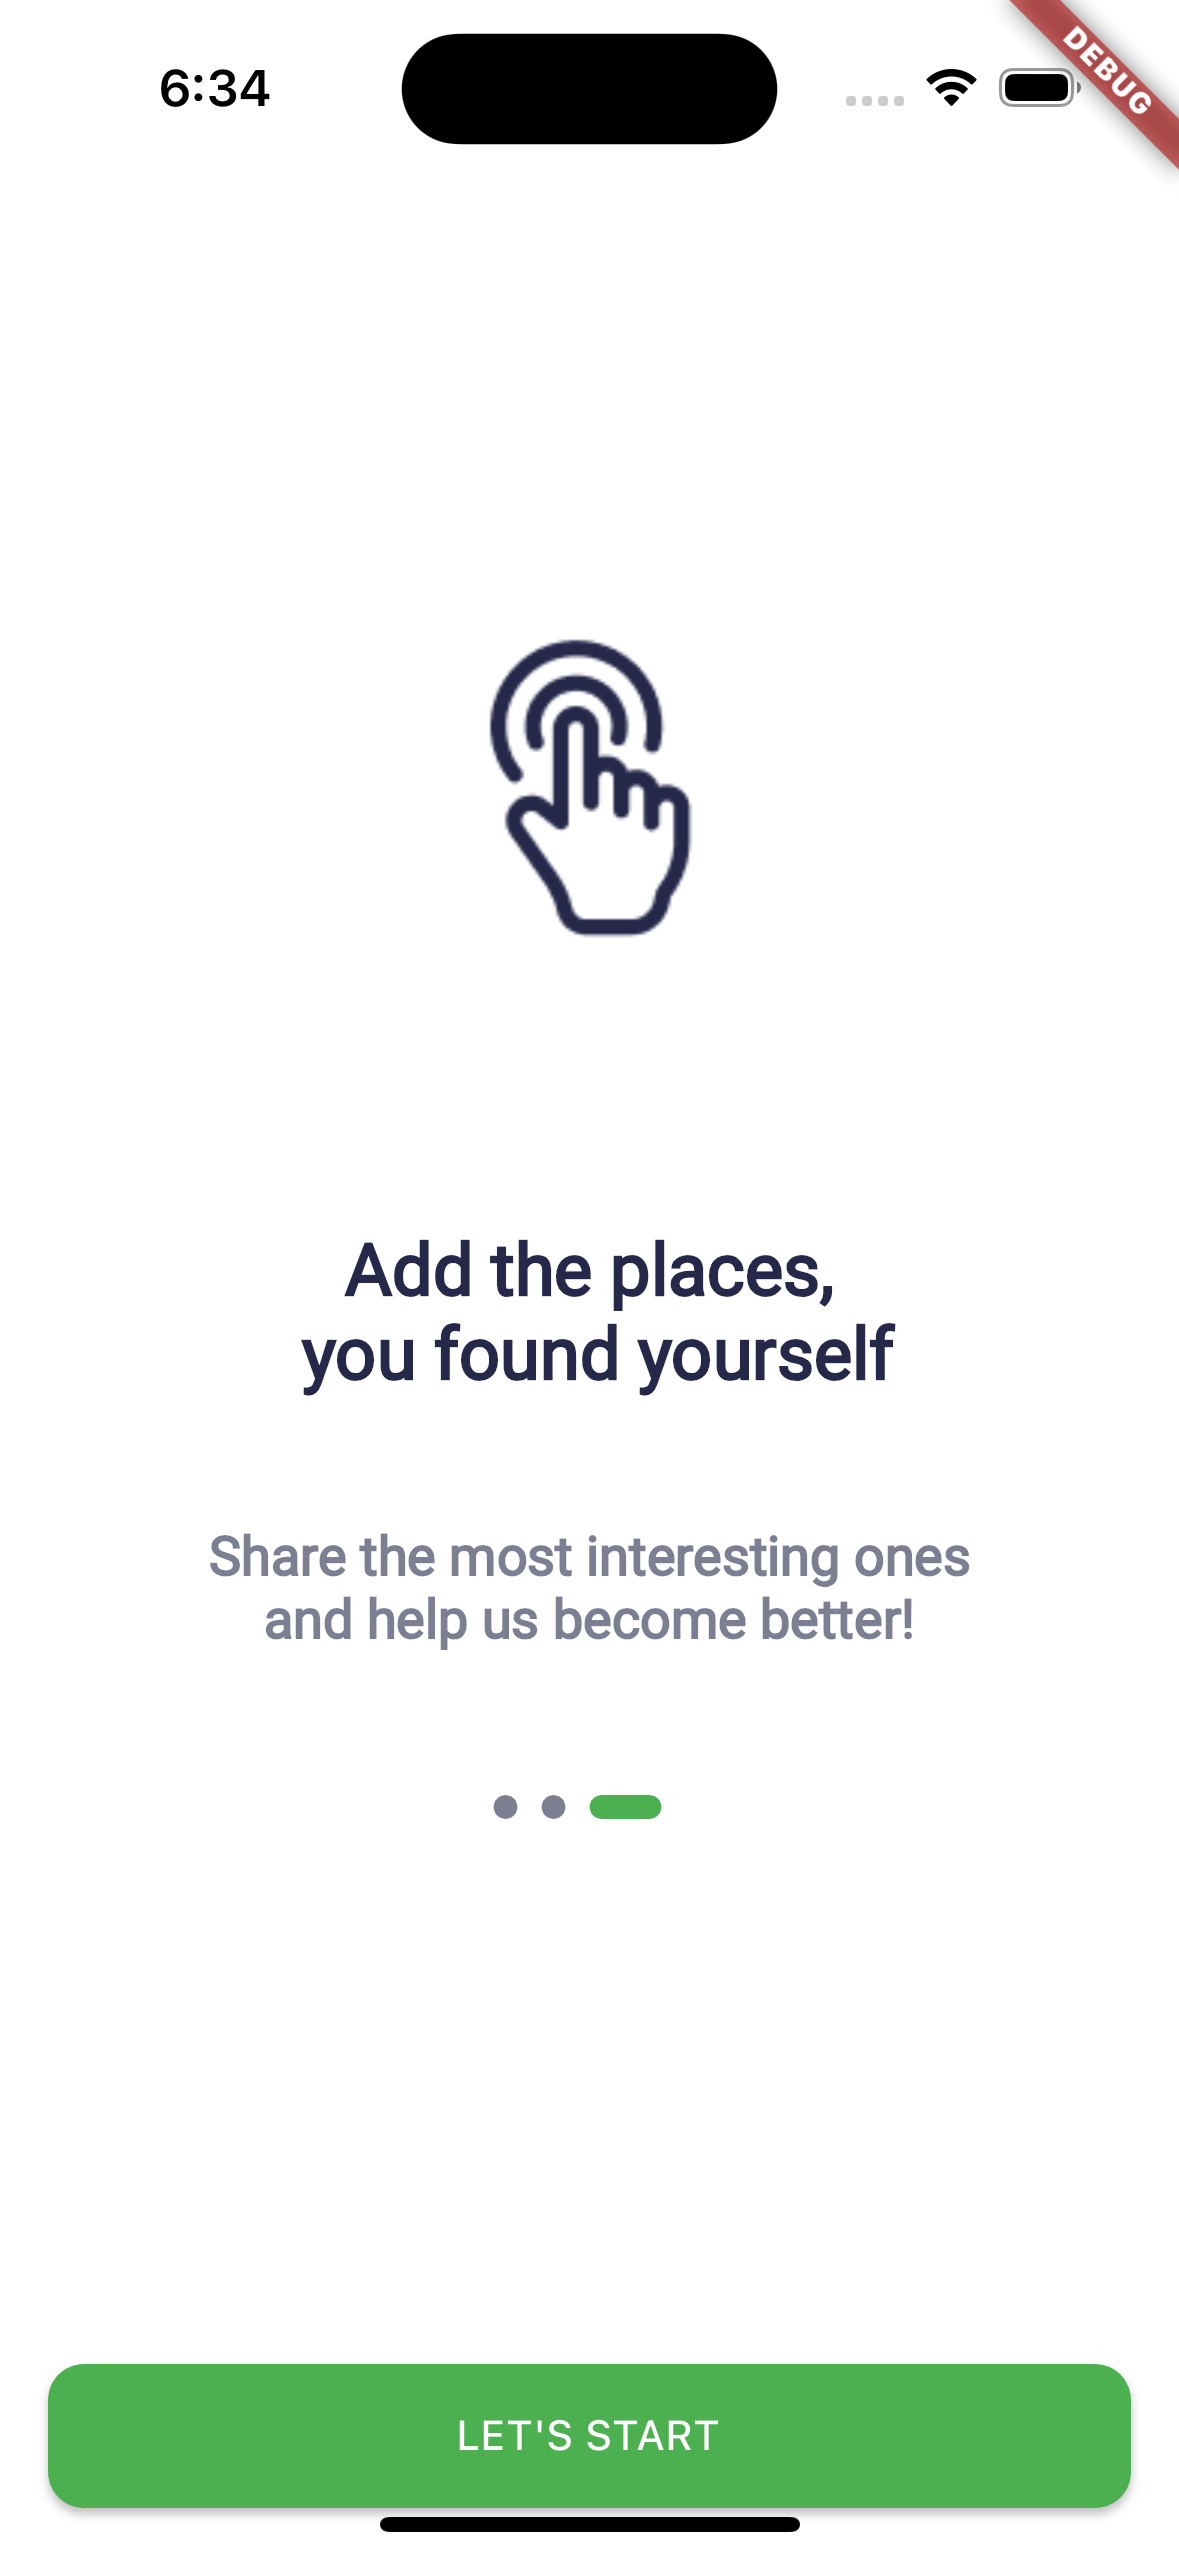 6:34
DEBUG
Add the places,
you found yourself
Share the most interesting ones
and help us become better!
LET'S START